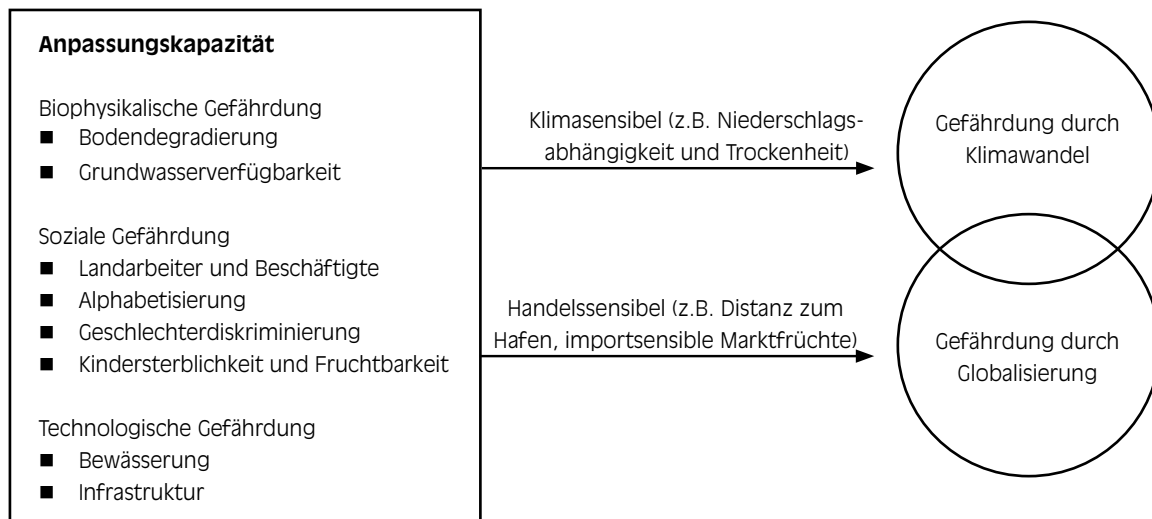 Anpassungskapazität
Biophysikalische Gefährdung
■ Bodendegradierung
■ Grundwasserverfügbarkeit
Soziale Gefährdung
■ Landarbeiter und Beschäftigte
■ Alphabetisierung
■ Geschlechterdiskriminierung
■ Kindersterblichkeit und Fruchtbarkeit
Technologische Gefährdung
■ Bewässerung
■ Infrastruktur
Klimasensibel (z.B. Niederschlags-
abhängigkeit und Trockenheit)
Handelssensibel (z.B. Distanz zum
Hafen, importsensible Marktfrüchte)
Gefährdung durch
Klimawandel
Gefährdung durch
Globalisierung